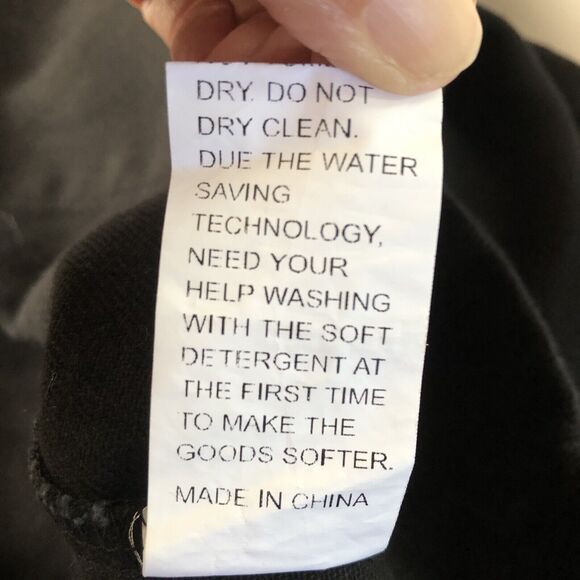 DRY. DO NOT
DRY CLEAN.
DUE THE WATER
SAVING
TECHNOLOGY,
NEED YOUR
HELP WASHING
WITH THE SOFT
DETERGENT AT
THE FIRST TIME
TO MAKE THE
GOODS SOFTER.
MADE IN CHINA